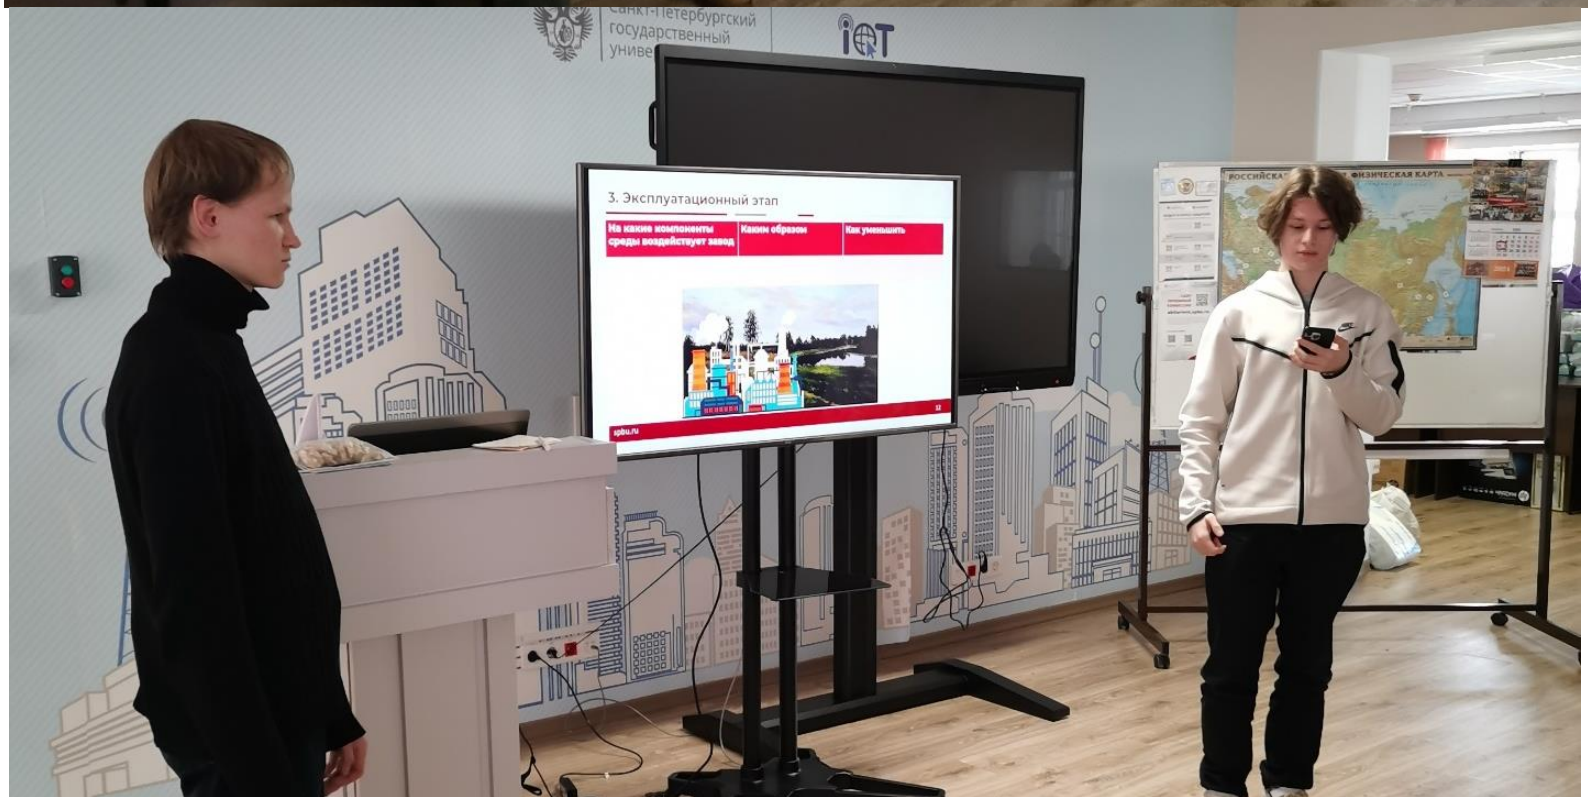 Санкт-Петербургский
государственный
униве
iOT
3. Эксплуатационный этап
На какие компоненты
среды воздействует завод
Каким образом
Как уменьшить
spbu.ru
12
РОССИЙСКА
ФИЗИЧЕСКАЯ КАРТА